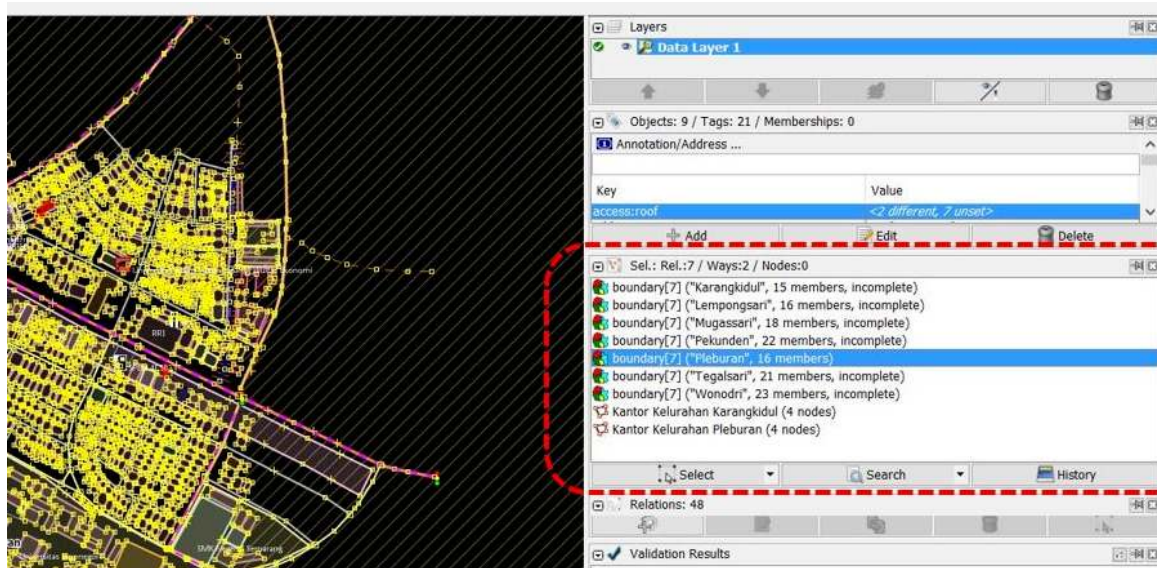 Layers
Data Layer 1
Objects: 9 / Tags: 21 / Memberships: 0
Annotation/Address ...
Key Value
access:roof <2 different, 7 unset>
Add Edit Delete
Sel.: Rel.:7 / Ways:2 / Nodes:0
boundary[7] ("Karangkidul", 15 members, incomplete)
boundary[7] ("Lempongsari", 16 members, incomplete)
boundary[7] ("Mugassari", 18 members, incomplete)
boundary[7] ("Pekunden", 22 members, incomplete)
boundary[7] ("Pleburan", 16 members)
boundary[7] ("Tegalsari", 21 members, incomplete)
boundary[7] ("Wonodri", 23 members, incomplete)
Kantor Kelurahan Karangkidul (4 nodes)
Kantor Kelurahan Pleburan (4 nodes)
Select Search History
Relations: 48
Validation Results